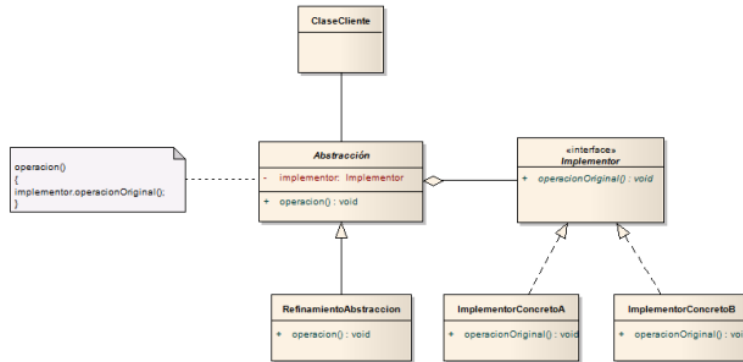 ClaseCliente
operacion()
{
implementor.operacionOriginal();
}
Abstracción
- implementor: Implementor
+ operacion() : void
«interface»
Implementor
+ operacionOriginal() : void
RefinamientoAbstraccion
+ operacion() : void
ImplementorConcretoA
+ operacionOriginal() : void
ImplementorConcretoB
+ operacionOriginal() : void